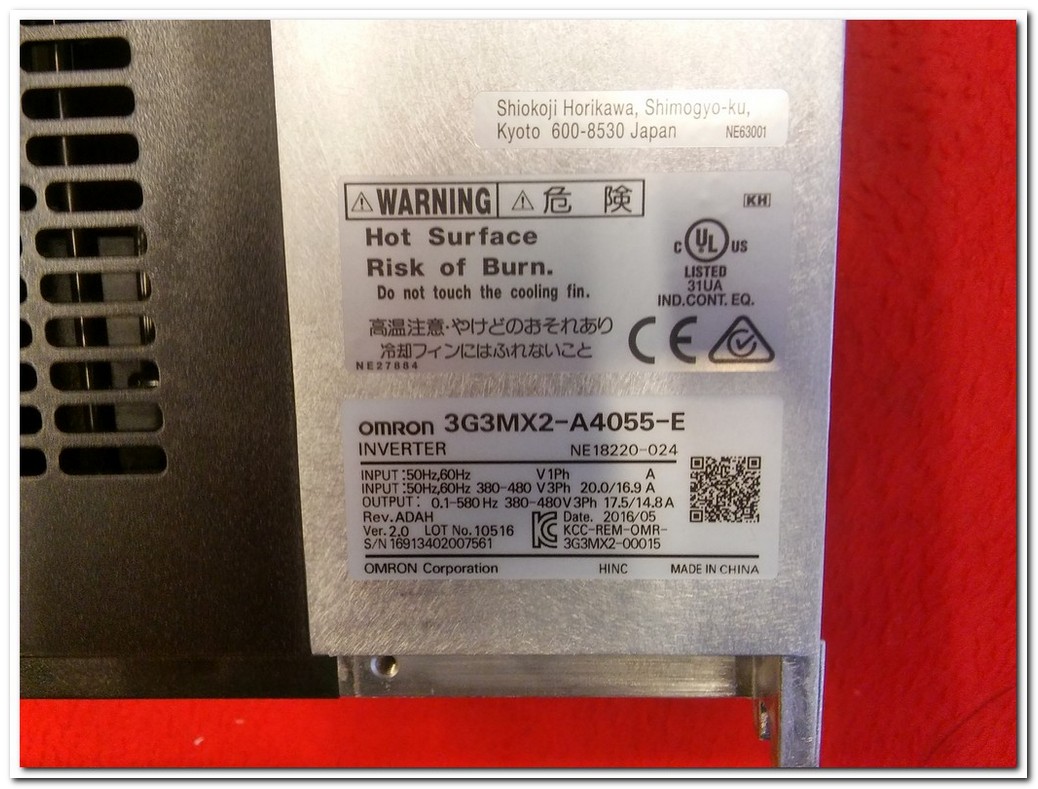 Shiokoji Horikawa, Shimogyo-ku,
Kyoto 600-8530 Japan NE63001
WARNING 危 険
KH
Hot Surface
Risk of Burn.
Do not touch the cooling fin.
高温注意・やけどのおそれあり
冷却フィンにはふれないこと
NE27884
C UL US
LISTED
31UA
IND.CONT. EQ.
CE
OMRON 3G3MX2-A4055-E
INVERTER NE18220-024
INPUT :50Hz,60Hz V 1Ph A
INPUT :50Hz,60Hz 380-480 V3Ph 20.0/16.9 A
OUTPUT: 0.1-580 Hz 380-480V 3Ph 17.5/14.8 A
Rev.ADAH Date. 2016/05
Ver. 2.0 LOT No. 10516 KCC-REM-OMR-
S/N 16913402007561 3G3MX2-00015
OMRON Corporation HINC MADE IN CHINA